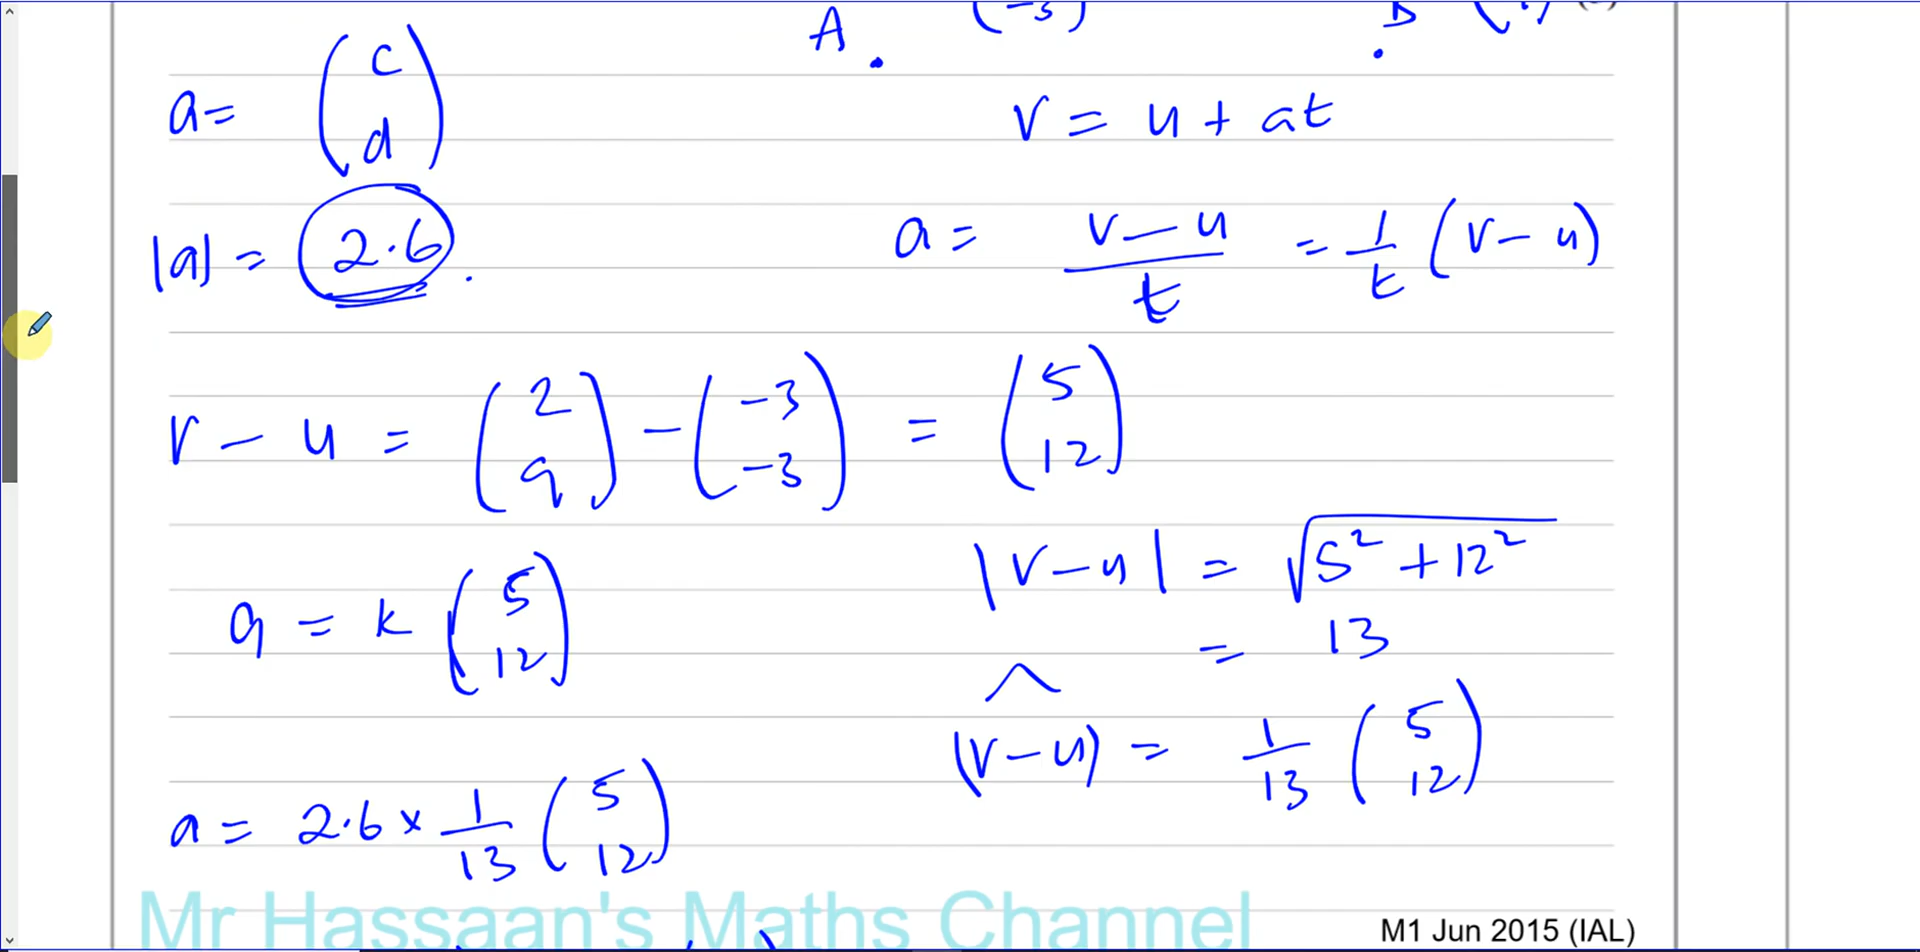 A (-3) B
a = (c d)
v = u + at
|a| = 2.6.
a = v - u / t = 1/t (v - u)
v - u = (2 9) - (-3 -3) = (5 12)
|v - u| = √5² + 12²
= 13
a = k (5 12)
(v - u) = 1/13 (5 12)
a = 2.6 × 1/13 (5 12)
Mr Hassaan's Maths Channel
M1 Jun 2015 (IAL)